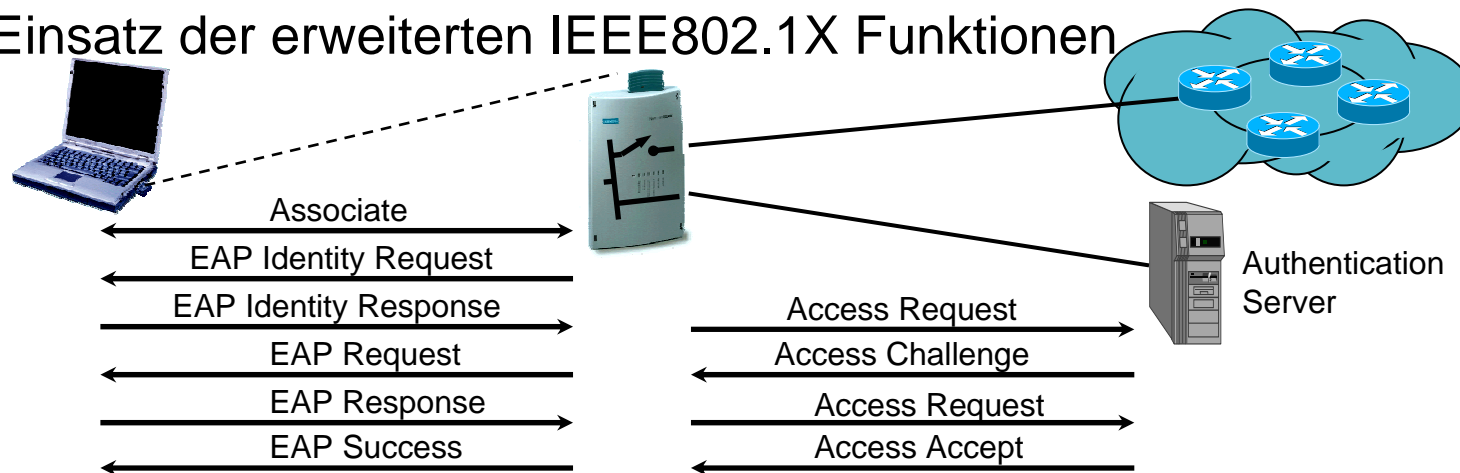 Einsatz der erweiterten IEEE802.1X Funktionen
Associate
EAP Identity Request
EAP Identity Response
Access Request
EAP Request
Access Challenge
EAP Response
Access Request
EAP Success
Access Accept
Authentication
Server